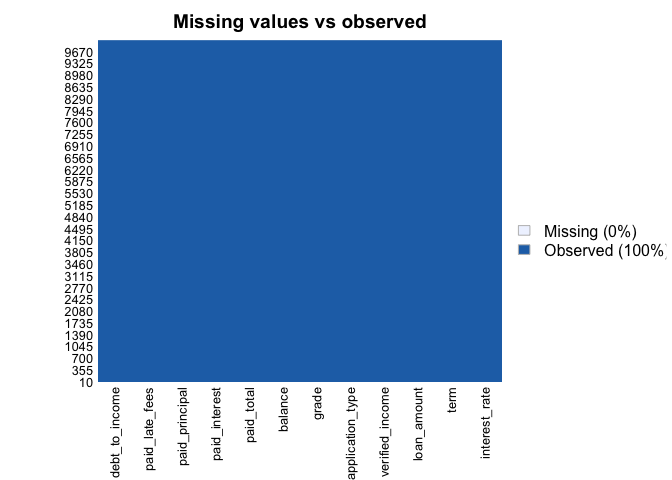 Missing values vs observed
9670
9325
8980
8635
8290
7945
7600
7255
6910
6565
6220
5875
5530
5185
4840
4495
4150
3805
3460
3115
2770
2425
2080
1735
1390
1045
700
355
10
Missing (0%)
Observed (100%)
debt_to_income
paid_late_fees
paid_principal
paid_interest
paid_total
balance
grade
application_type
verified_income
loan_amount
term
interest_rate